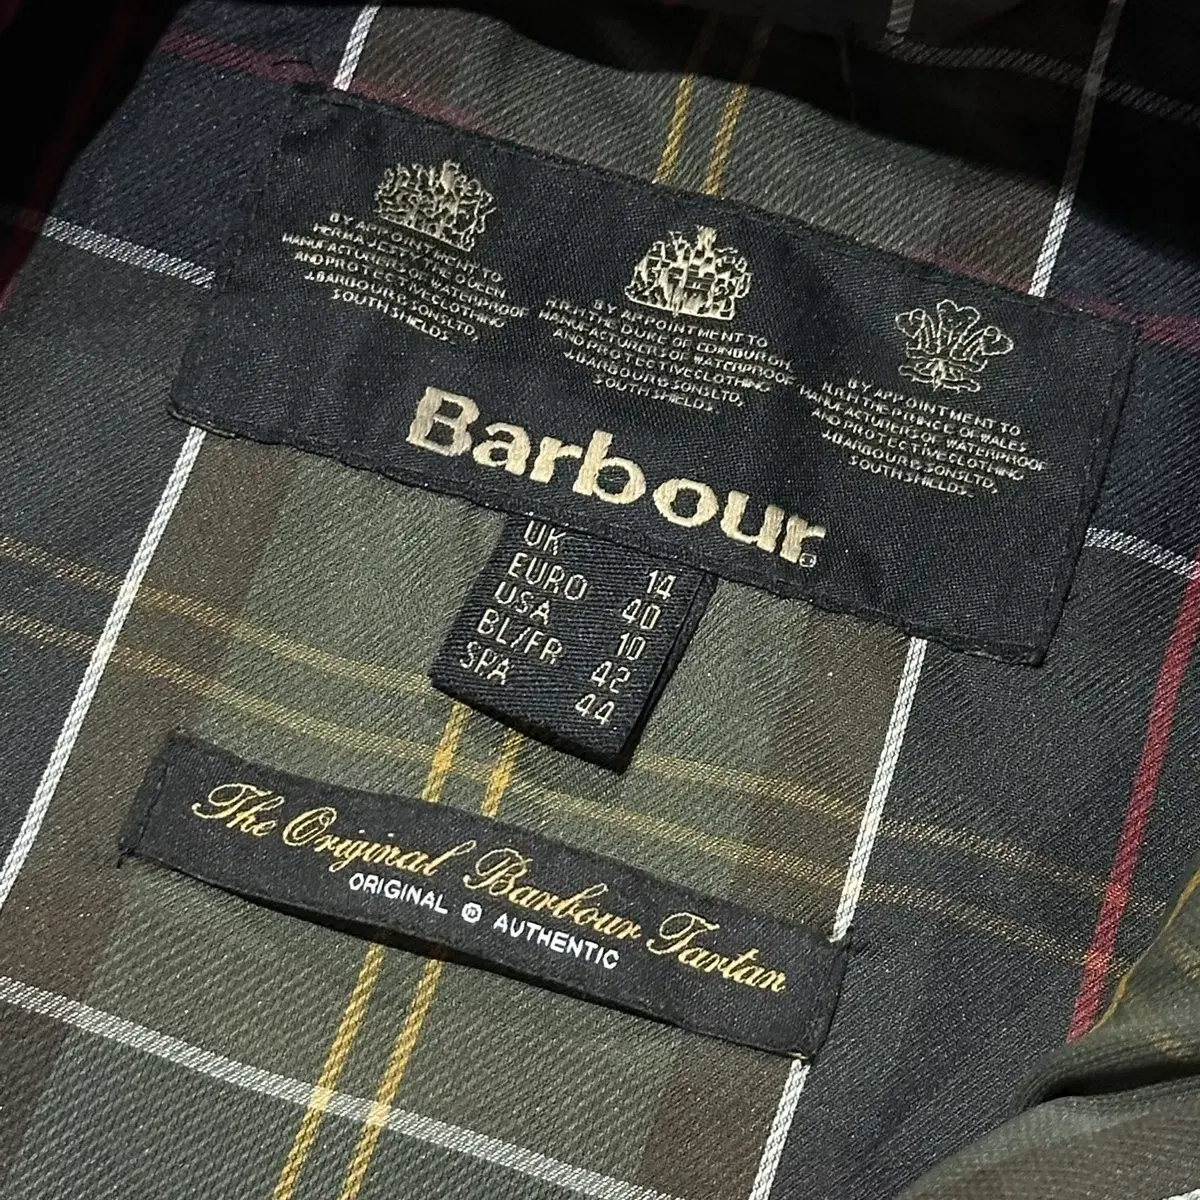 BY APPOINTMENT TO
HER MAJESTY THE QUEEN
MANUFACTURERS OF WATERPROOF
AND PROTECTIVE CLOTHING
J.BARBOUR & SONS LTD,
SOUTH SHIELDS.
BY APPOINTMENT TO
H.R.H. THE DUKE OF EDINBURGH
MANUFACTURERS OF WATERPROOF
AND PROTECTIVE CLOTHING
J.BARBOUR & SONS LTD,
SOUTH SHIELDS.
BY APPOINTMENT TO
H.R.H. THE PRINCE OF WALES
MANUFACTURERS OF WATERPROOF
AND PROTECTIVE CLOTHING
J.BARBOUR & SONS LTD,
SOUTH SHIELDS.
Barbour®
UK 14
EURO 40
USA 10
BL/FR 42
SPA 44
The Original Barbour Tartan
ORIGINAL AUTHENTIC